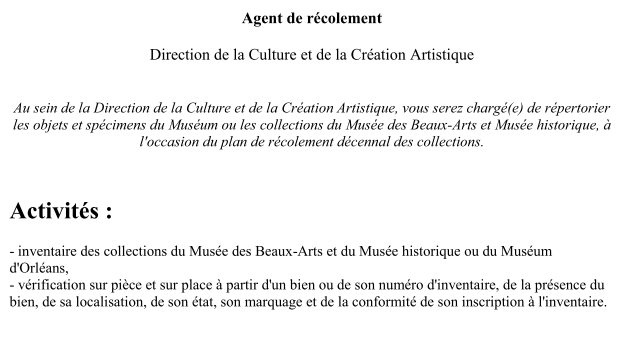 Agent de récolement
Direction de la Culture et de la Création Artistique
Au sein de la Direction de la Culture et de la Création Artistique, vous serez chargé(e) de répertorier
les objets et spécimens du Muséum ou les collections du Musée des Beaux-Arts et Musée historique, à
l'occasion du plan de récolement décennal des collections.
Activités :
- inventaire des collections du Musée des Beaux-Arts et du Musée historique ou du Muséum
d'Orléans,
- vérification sur pièce et sur place à partir d'un bien ou de son numéro d'inventaire, de la présence du
bien, de sa localisation, de son état, son marquage et de la conformité de son inscription à l'inventaire.